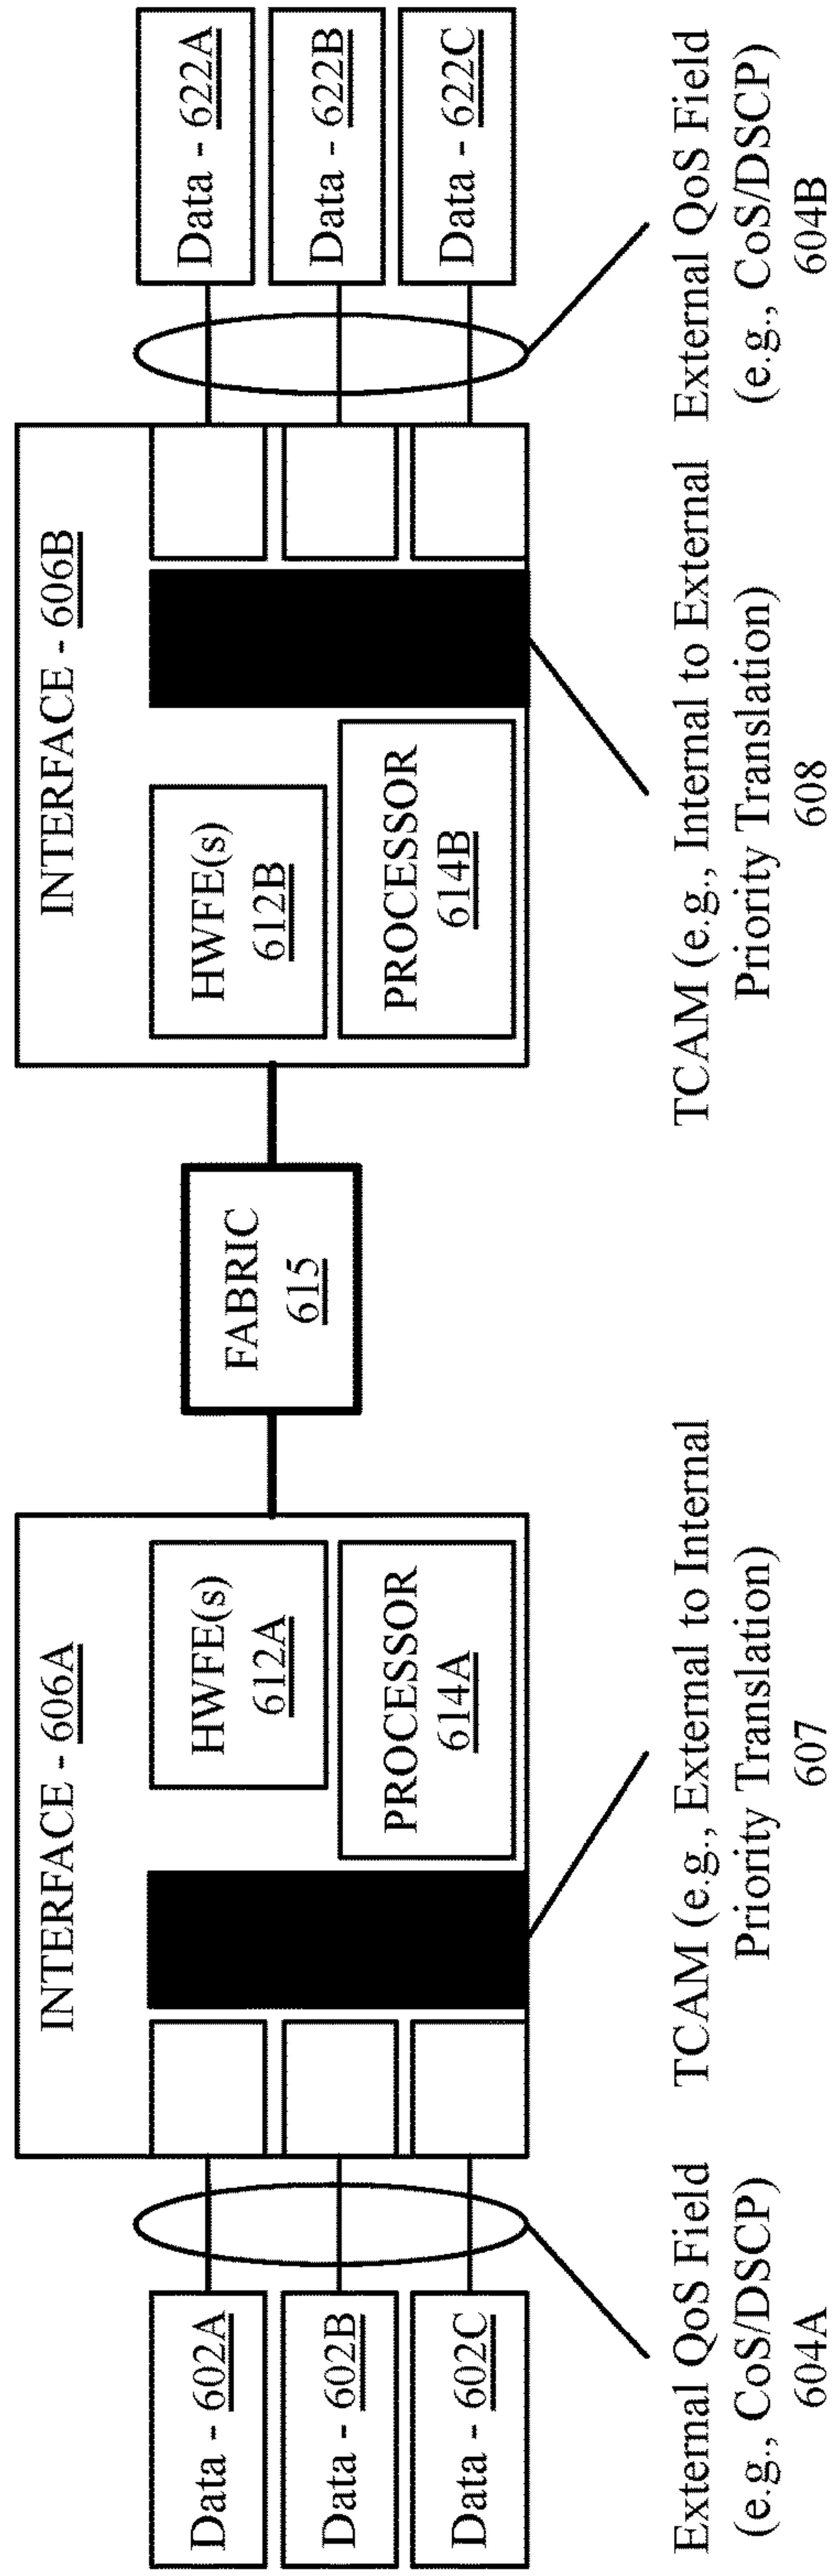 INTERFACE - 606A
Data - 602A
Data - 602B
Data - 602C
HWFE(s)
612A
PROCESSOR
614A
External QoS Field
(e.g., CoS/DSCP)
604A
TCAM (e.g., External to Internal
Priority Translation)
607
FABRIC
615
INTERFACE - 606B
HWFE(s)
612B
PROCESSOR
614B
Data - 622A
Data - 622B
Data - 622C
TCAM (e.g., Internal to External
Priority Translation)
608
External QoS Field
(e.g., CoS/DSCP)
604B